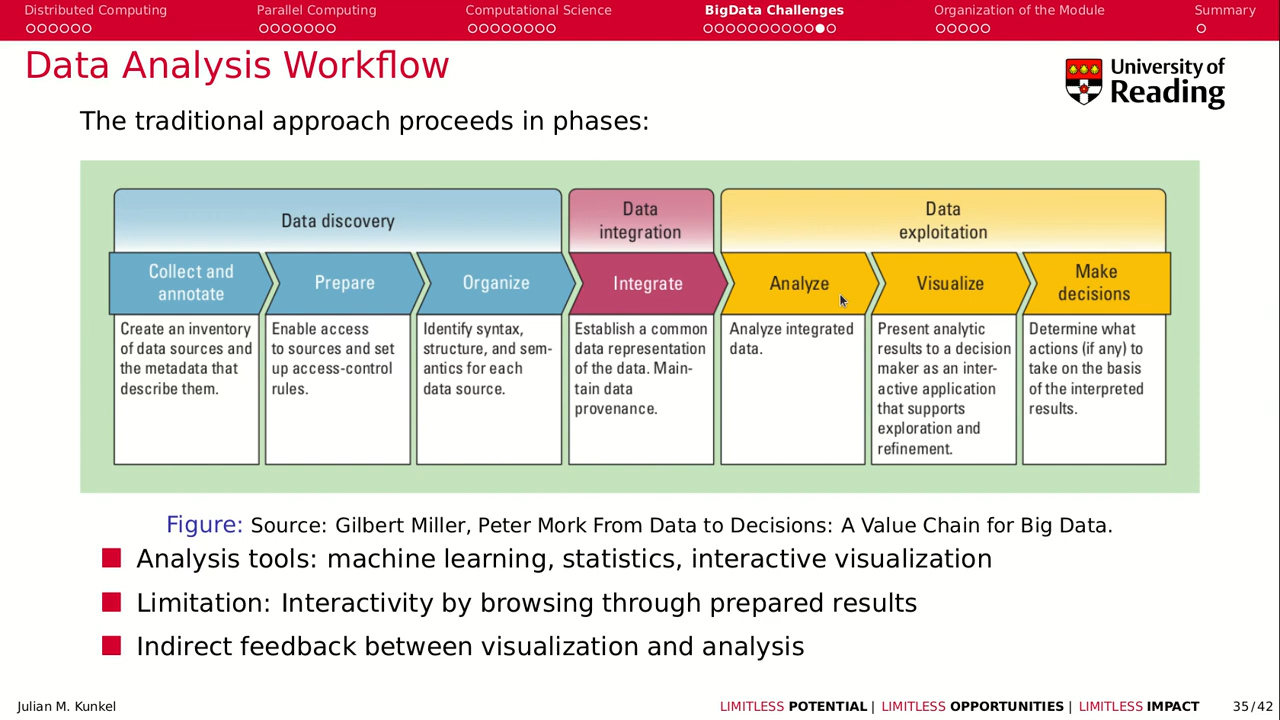 Distributed Computing
Parallel Computing
Computational Science
BigData Challenges
Organization of the Module
Summary
Data Analysis Workflow
University of
Reading
The traditional approach proceeds in phases:
Data discovery
Data
integration
Data
exploitation
Collect and
annotate
Prepare
Organize
Integrate
Analyze
Visualize
Make
decisions
Create an inventory
of data sources and
the metadata that
describe them.
Enable access
to sources and set
up access-control
rules.
Identify syntax,
structure, and sem-
antics for each
data source.
Establish a common
data representation
of the data. Main-
tain data
provenance.
Analyze integrated
data.
Present analytic
results to a decision
maker as an inter-
active application
that supports
exploration and
refinement.
Determine what
actions (if any) to
take on the basis
of the interpreted
results.
Figure: Source: Gilbert Miller, Peter Mork From Data to Decisions: A Value Chain for Big Data.
Analysis tools: machine learning, statistics, interactive visualization
Limitation: Interactivity by browsing through prepared results
Indirect feedback between visualization and analysis
Julian M. Kunkel
LIMITLESS POTENTIAL | LIMITLESS OPPORTUNITIES | LIMITLESS IMPACT
35/42